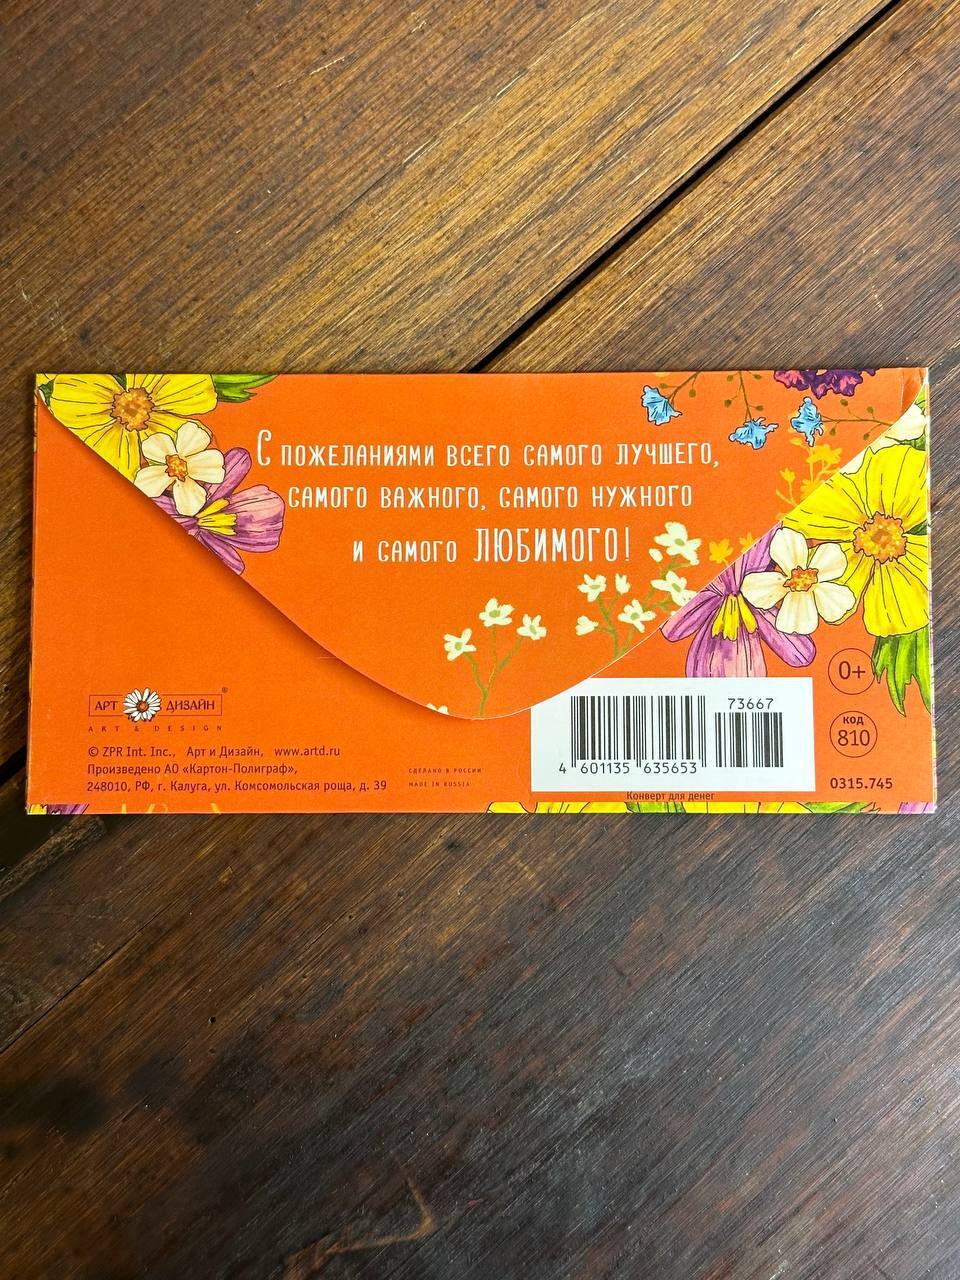 С ПОЖЕЛАНИЯМИ ВСЕГО САМОГО ЛУЧШЕГО,
САМОГО ВАЖНОГО, САМОГО НУЖНОГО
И САМОГО ЛЮБИМОГО!
АРТ ДИЗАЙН®
ART & DESIGN
© ZPR Int. Inc., Арт и Дизайн, www.artd.ru
Произведено АО «Картон-Полиграф»,
248010, РФ, г. Калуга, ул. Комсомольская роща, д. 39
СДЕЛАНО В РОССИИ
MADE IN RUSSIA
73667
4 601135 635653
Конверт для денег
0+
КОД
810
0315.745